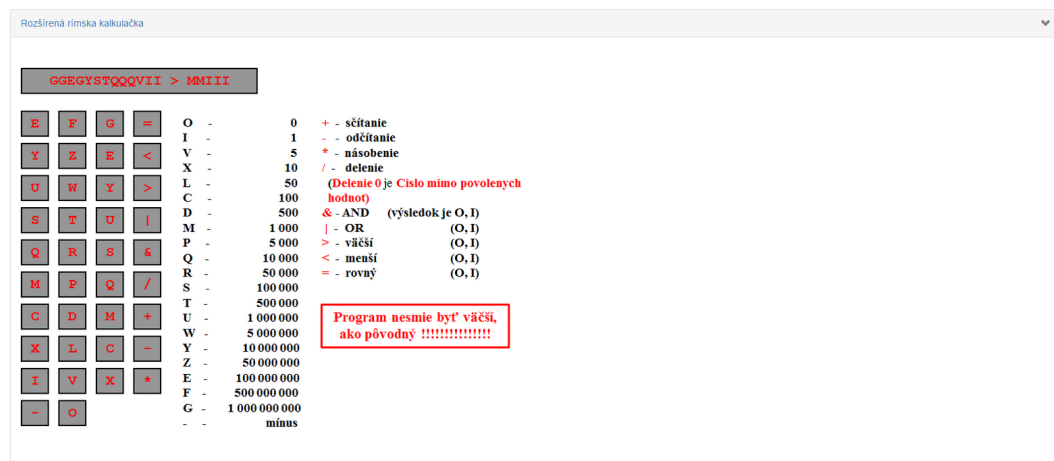 Rozšírená rímska kalkulačka
GGEGYSTQQQVII > MMIII
E F G =
Y Z E <
U W Y >
S T U |
Q R S &
M P Q /
C D M +
X L C -
I V X *
- O
O - 0
I - 1
V - 5
X - 10
L - 50
C - 100
D - 500
M - 1 000
P - 5 000
Q - 10 000
R - 50 000
S - 100 000
T - 500 000
U - 1 000 000
W - 5 000 000
Y - 10 000 000
Z - 50 000 000
E - 100 000 000
F - 500 000 000
G - 1 000 000 000
- - mínus
+ - sčítanie
- - odčítanie
* - násobenie
/ - delenie
(Delenie 0 je Cislo mimo povolenych
hodnot)
& - AND (výsledok je O, I)
| - OR (O, I)
> - väčší (O, I)
< - menší (O, I)
= - rovný (O, I)
Program nesmie byť väčší,
ako pôvodný !!!!!!!!!!!!!!!